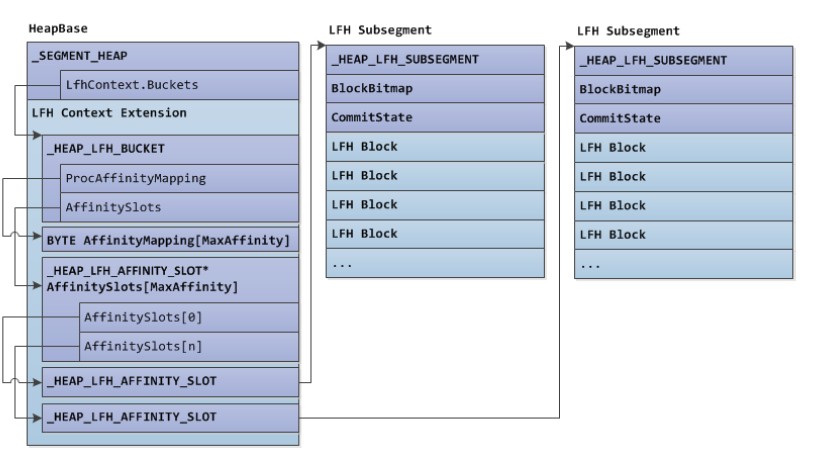 HeapBase
_SEGMENT_HEAP
LfhContext.Buckets
LFH Context Extension
_HEAP_LFH_BUCKET
ProcAffinityMapping
AffinitySlots
BYTE AffinityMapping[MaxAffinity]
_HEAP_LFH_AFFINITY_SLOT*
AffinitySlots[MaxAffinity]
AffinitySlots[0]
AffinitySlots[n]
_HEAP_LFH_AFFINITY_SLOT
_HEAP_LFH_AFFINITY_SLOT
LFH Subsegment
_HEAP_LFH_SUBSEGMENT
BlockBitmap
CommitState
LFH Block
LFH Block
LFH Block
LFH Block
...
LFH Subsegment
_HEAP_LFH_SUBSEGMENT
BlockBitmap
CommitState
LFH Block
LFH Block
LFH Block
LFH Block
...